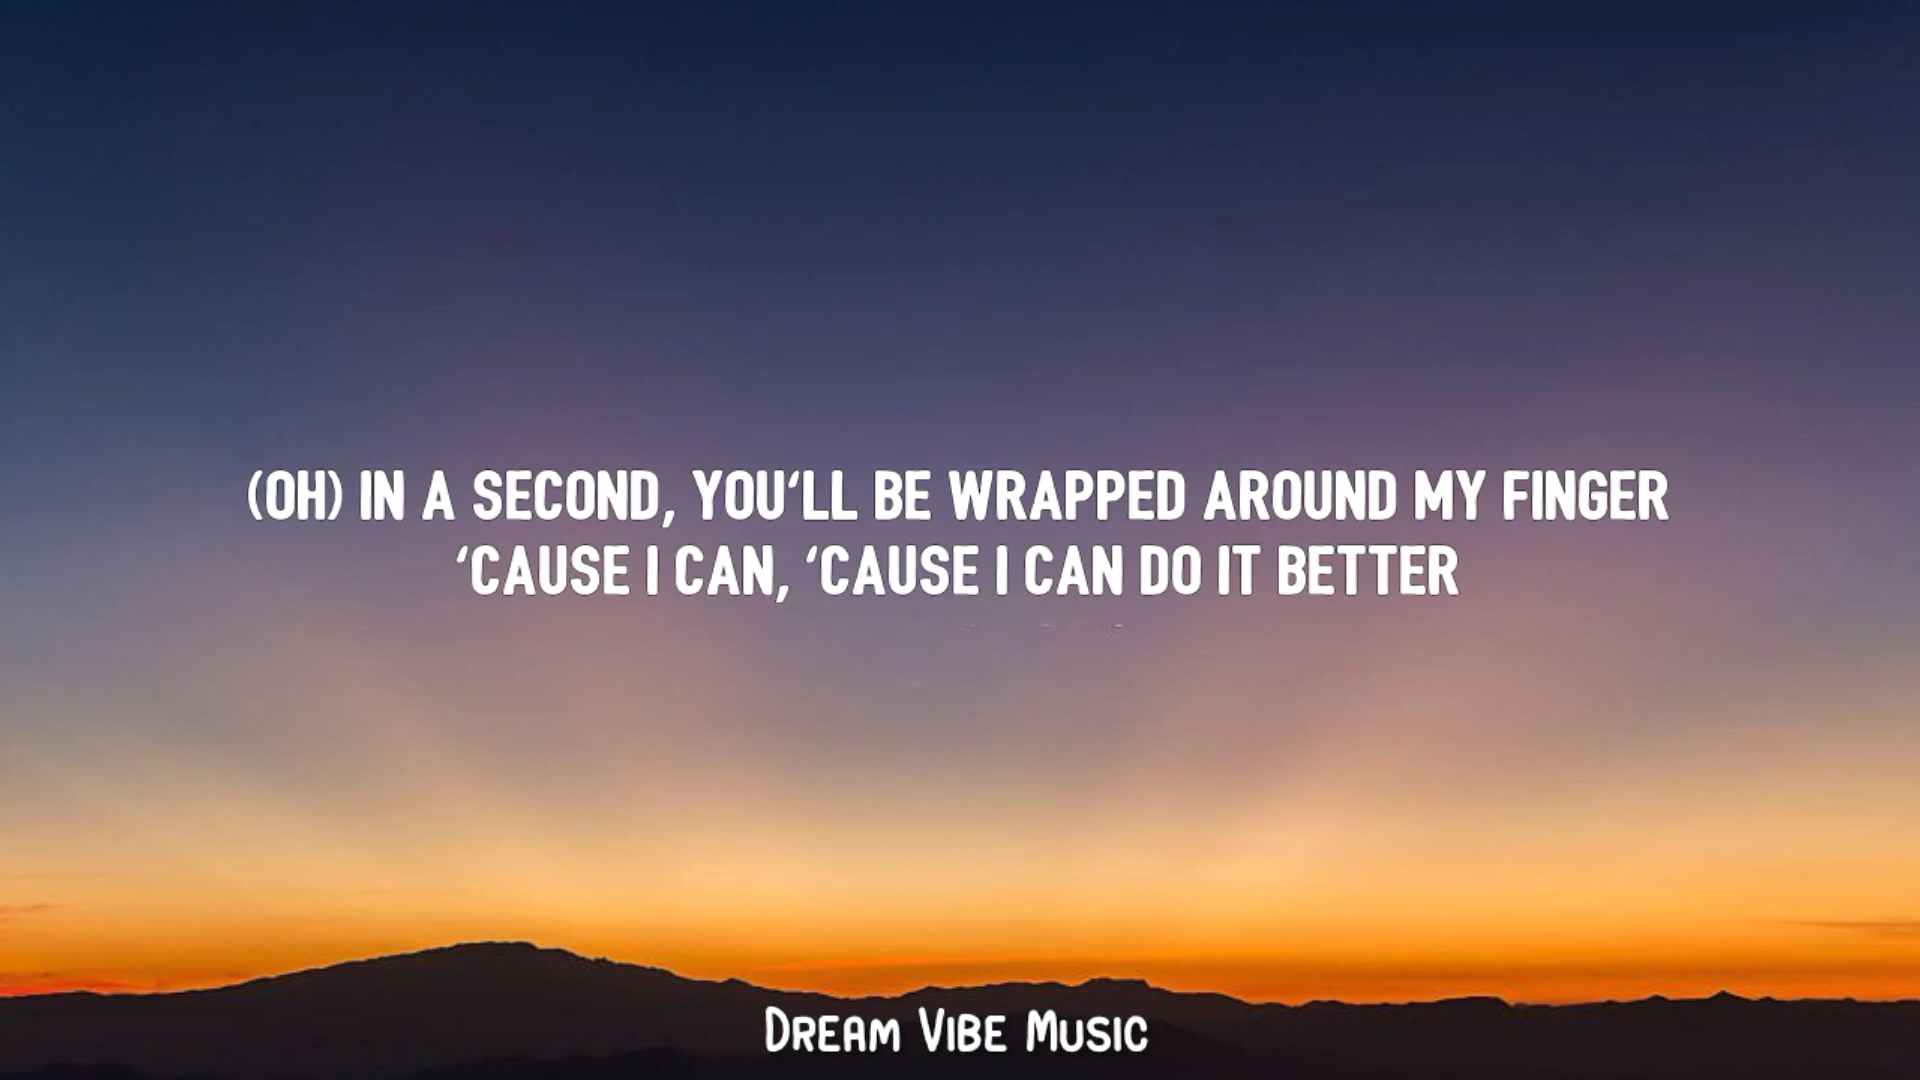 (OH) IN A SECOND, YOU‘LL BE WRAPPED AROUND MY FINGER
‘CAUSE I CAN, ‘CAUSE I CAN DO IT BETTER
DREAM VIBE MUSIC